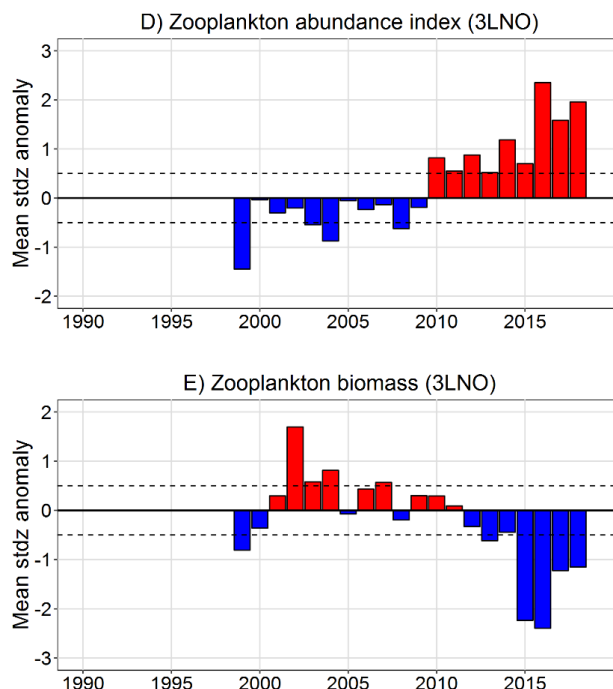 D) Zooplankton abundance index (3LNO)
Mean stdz anomaly
3
2
1
0
-1
-2
1990 1995 2000 2005 2010 2015
E) Zooplankton biomass (3LNO)
Mean stdz anomaly
2
1
0
-1
-2
-3
1990 1995 2000 2005 2010 2015